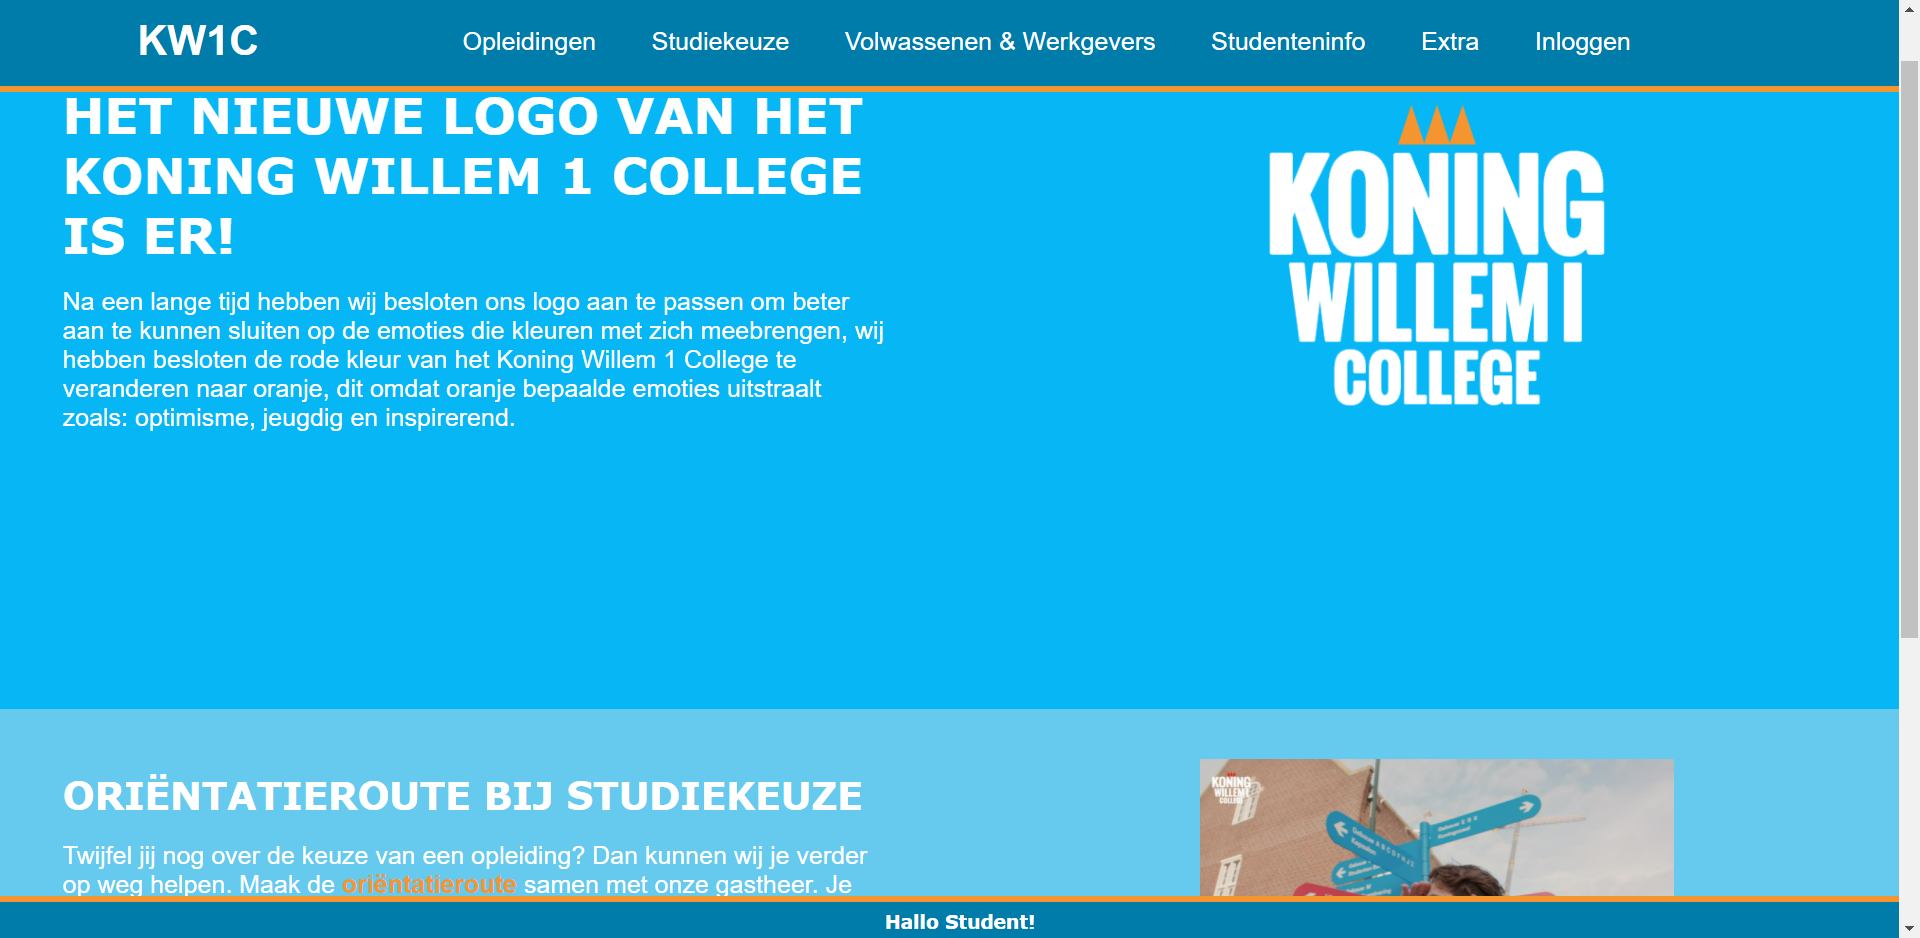 KW1C
Opleidingen
Studiekeuze
Volwassenen & Werkgevers
Studenteninfo
Extra
Inloggen
HET NIEUWE LOGO VAN HET
KONING WILLEM 1 COLLEGE
IS ER!
Na een lange tijd hebben wij besloten ons logo aan te passen om beter
aan te kunnen sluiten op de emoties die kleuren met zich meebrengen, wij
hebben besloten de rode kleur van het Koning Willem 1 College te
veranderen naar oranje, dit omdat oranje bepaalde emoties uitstraalt
zoals: optimisme, jeugdig en inspirerend.
KONING
WILLEM I
COLLEGE
ORIËNTATIEROUTE BIJ STUDIEKEUZE
Twijfel jij nog over de keuze van een opleiding? Dan kunnen wij je verder
op weg helpen. Maak de oriëntatieroute samen met onze gastheer. Je
KONING
WILLEM I
COLLEGE
Hallo Student!